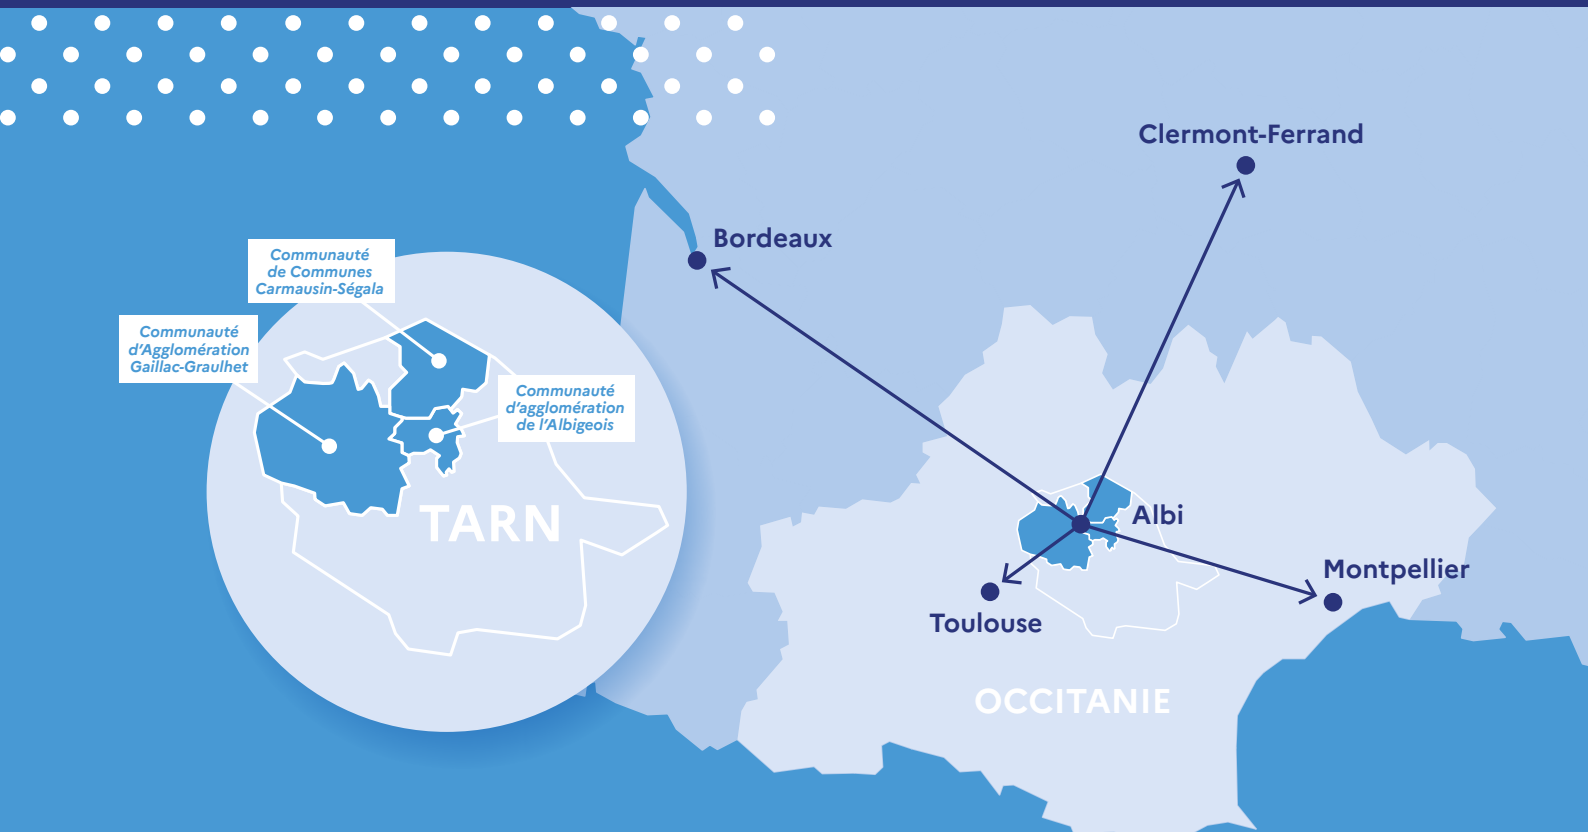 Clermont-Ferrand
Bordeaux
Communauté
de Communes
Carmausin-Ségala
Communauté
d'Agglomération
Gaillac-Graulhet
Communauté
d'agglomération
de l'Albigeois
TARN
Albi
Montpellier
Toulouse
OCCITANIE